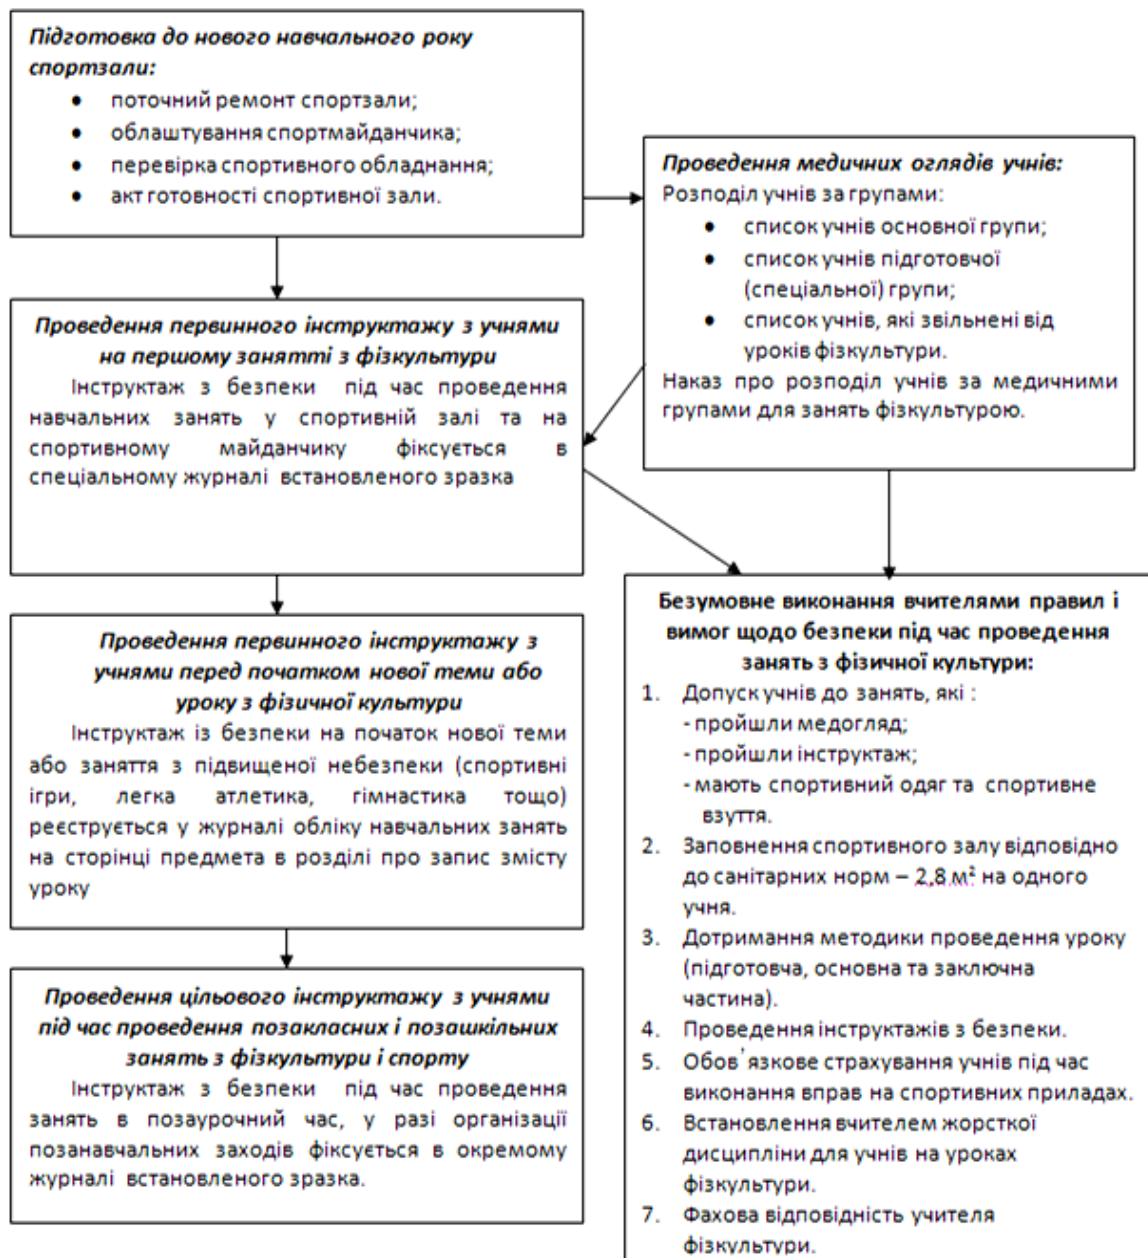 Підготовка до нового навчального року
спортзали:
• поточний ремонт спортзали;
• облаштування спортмайданчика;
• перевірка спортивного обладнання;
• акт готовності спортивної зали.
Проведення медичних оглядів учнів:
Розподіл учнів за групами:
• список учнів основної групи;
• список учнів підготовчої
(спеціальної) групи;
• список учнів, які звільнені від
уроків фізкультури.
Наказ про розподіл учнів за медичними
групами для занять фізкультурою.
Проведення первинного інструктажу з учнями
на першому занятті з фізкультури
Інструктаж з безпеки під час проведення
навчальних занять у спортивній залі та на
спортивному майданчику фіксується в
спеціальному журналі встановленого зразка
Проведення первинного інструктажу з
учнями перед початком нової теми або
уроку з фізичної культури
Інструктаж із безпеки на початок нової теми
або заняття з підвищеної небезпеки (спортивні
ігри, легка атлетика, гімнастика тощо)
реєструється у журналі обліку навчальних занять
на сторінці предмета в розділі про запис змісту
уроку
Проведення цільового інструктажу з учнями
під час проведення позакласних і позашкільних
занять з фізкультури і спорту
Інструктаж з безпеки під час проведення
занять в позаурочний час, у разі організації
позанавчальних заходів фіксується в окремому
журналі встановленого зразка.
Безумовне виконання вчителями правил і
вимог щодо безпеки під час проведення
занять з фізичної культури:
1. Допуск учнів до занять, які :
- пройшли медогляд;
- пройшли інструктаж;
- мають спортивний одяг та спортивне
взуття.
2. Заповнення спортивного залу відповідно
до санітарних норм – 2,8 м² на одного
учня.
3. Дотримання методики проведення уроку
(підготовча, основна та заключна
частина).
4. Проведення інструктажів з безпеки.
5. Обов'язкове страхування учнів під час
виконання вправ на спортивних приладах.
6. Встановлення вчителем жорсткої
дисципліни для учнів на уроках
фізкультури.
7. Фахова відповідність учителя
фізкультури.